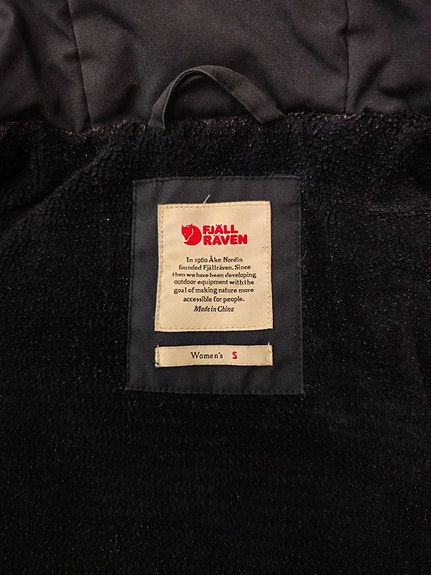 FJÄLL
RÄVEN
In 1960 Åke Nordin
founded Fjällräven. Since
then we have been developing
outdoor equipment with the
goal of making nature more
accessible for people.
Made in China
Women's S